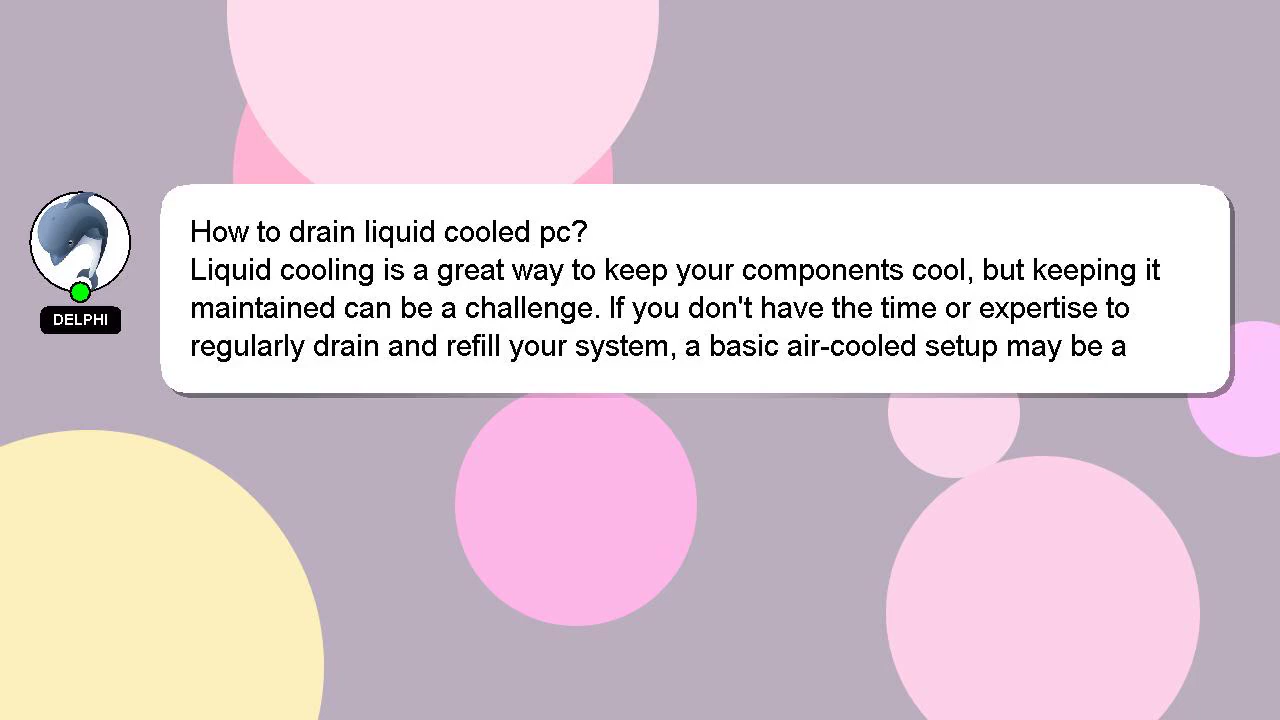 How to drain liquid cooled pc?
Liquid cooling is a great way to keep your components cool, but keeping it
maintained can be a challenge. If you don't have the time or expertise to
regularly drain and refill your system, a basic air-cooled setup may be a
DELPHI